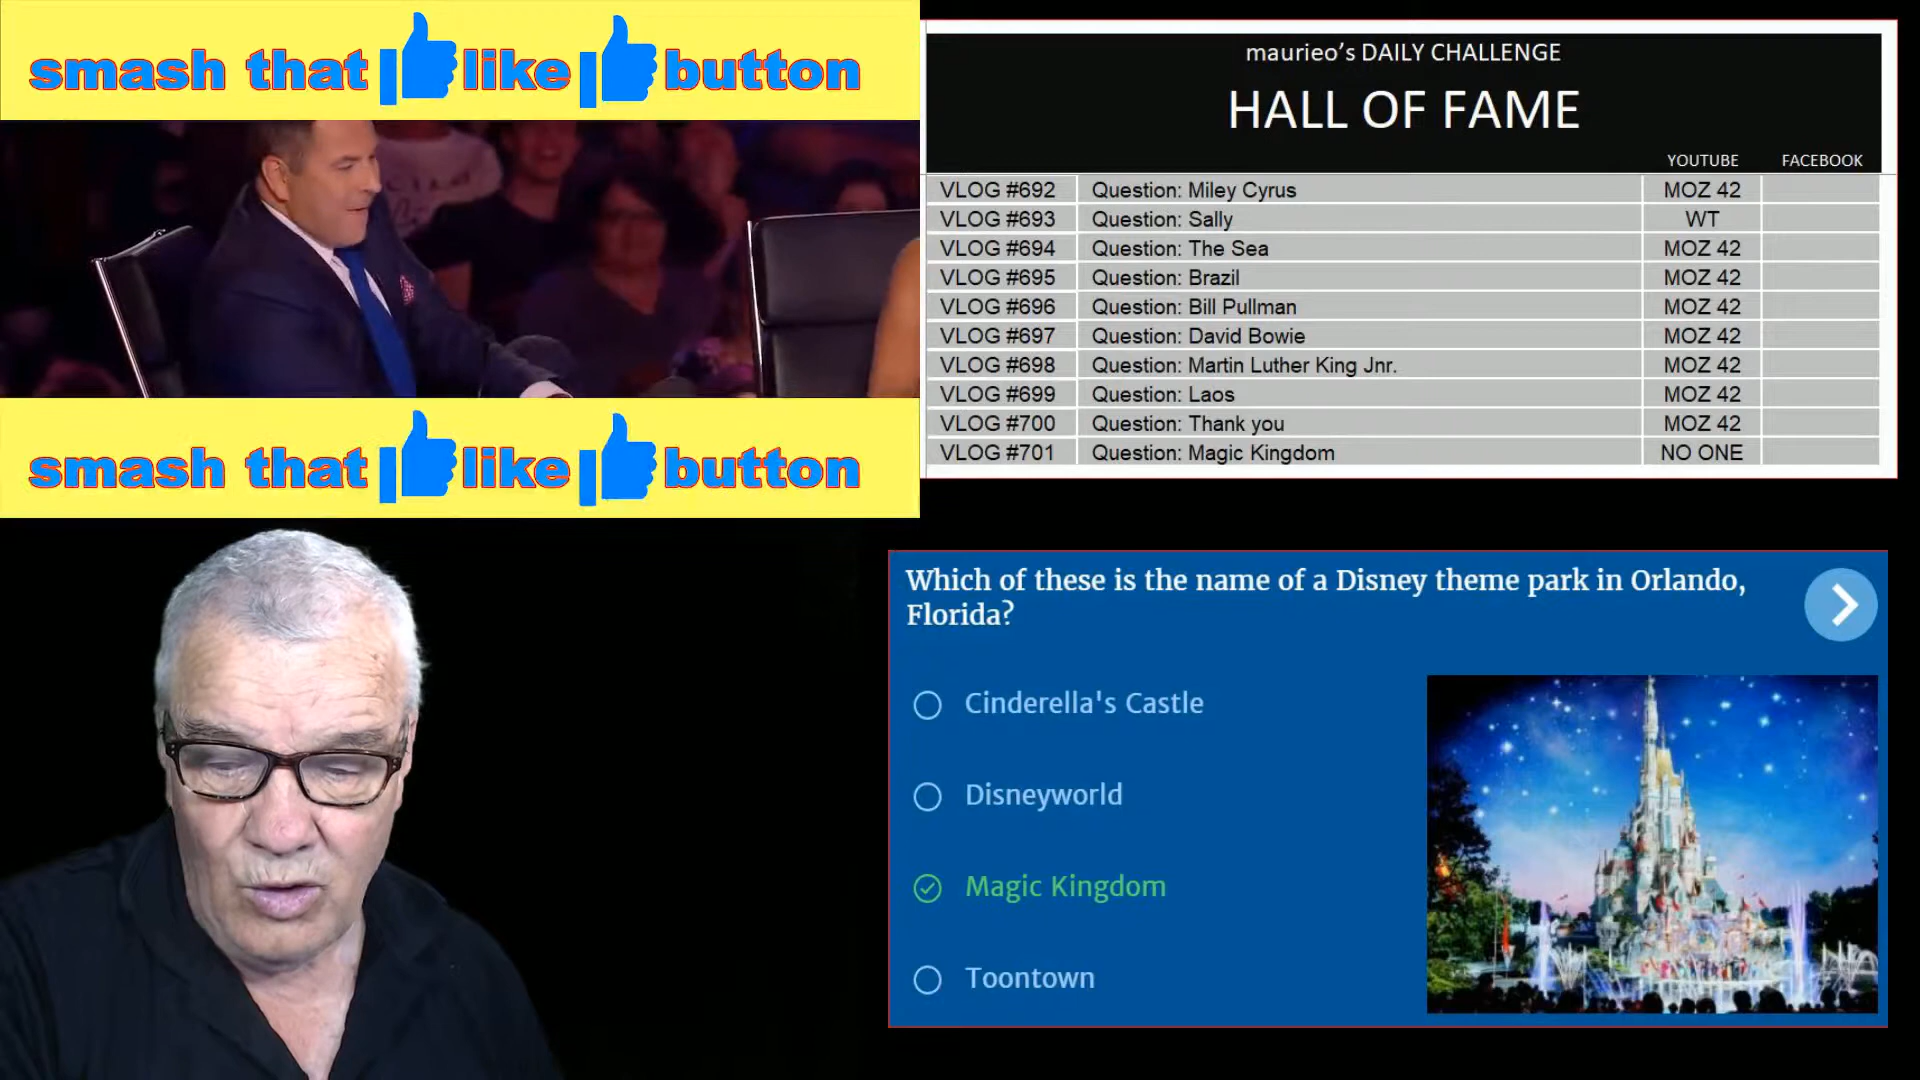 smash that like button
smash that like button
maurieo's DAILY CHALLENGE
HALL OF FAME
YOUTUBE FACEBOOK
VLOG #692 Question: Miley Cyrus MOZ 42
VLOG #693 Question: Sally WT
VLOG #694 Question: The Sea MOZ 42
VLOG #695 Question: Brazil MOZ 42
VLOG #696 Question: Bill Pullman MOZ 42
VLOG #697 Question: David Bowie MOZ 42
VLOG #698 Question: Martin Luther King Jnr. MOZ 42
VLOG #699 Question: Laos MOZ 42
VLOG #700 Question: Thank you MOZ 42
VLOG #701 Question: Magic Kingdom NO ONE
Which of these is the name of a Disney theme park in Orlando,
Florida?
Cinderella's Castle
Disneyworld
Magic Kingdom
Toontown